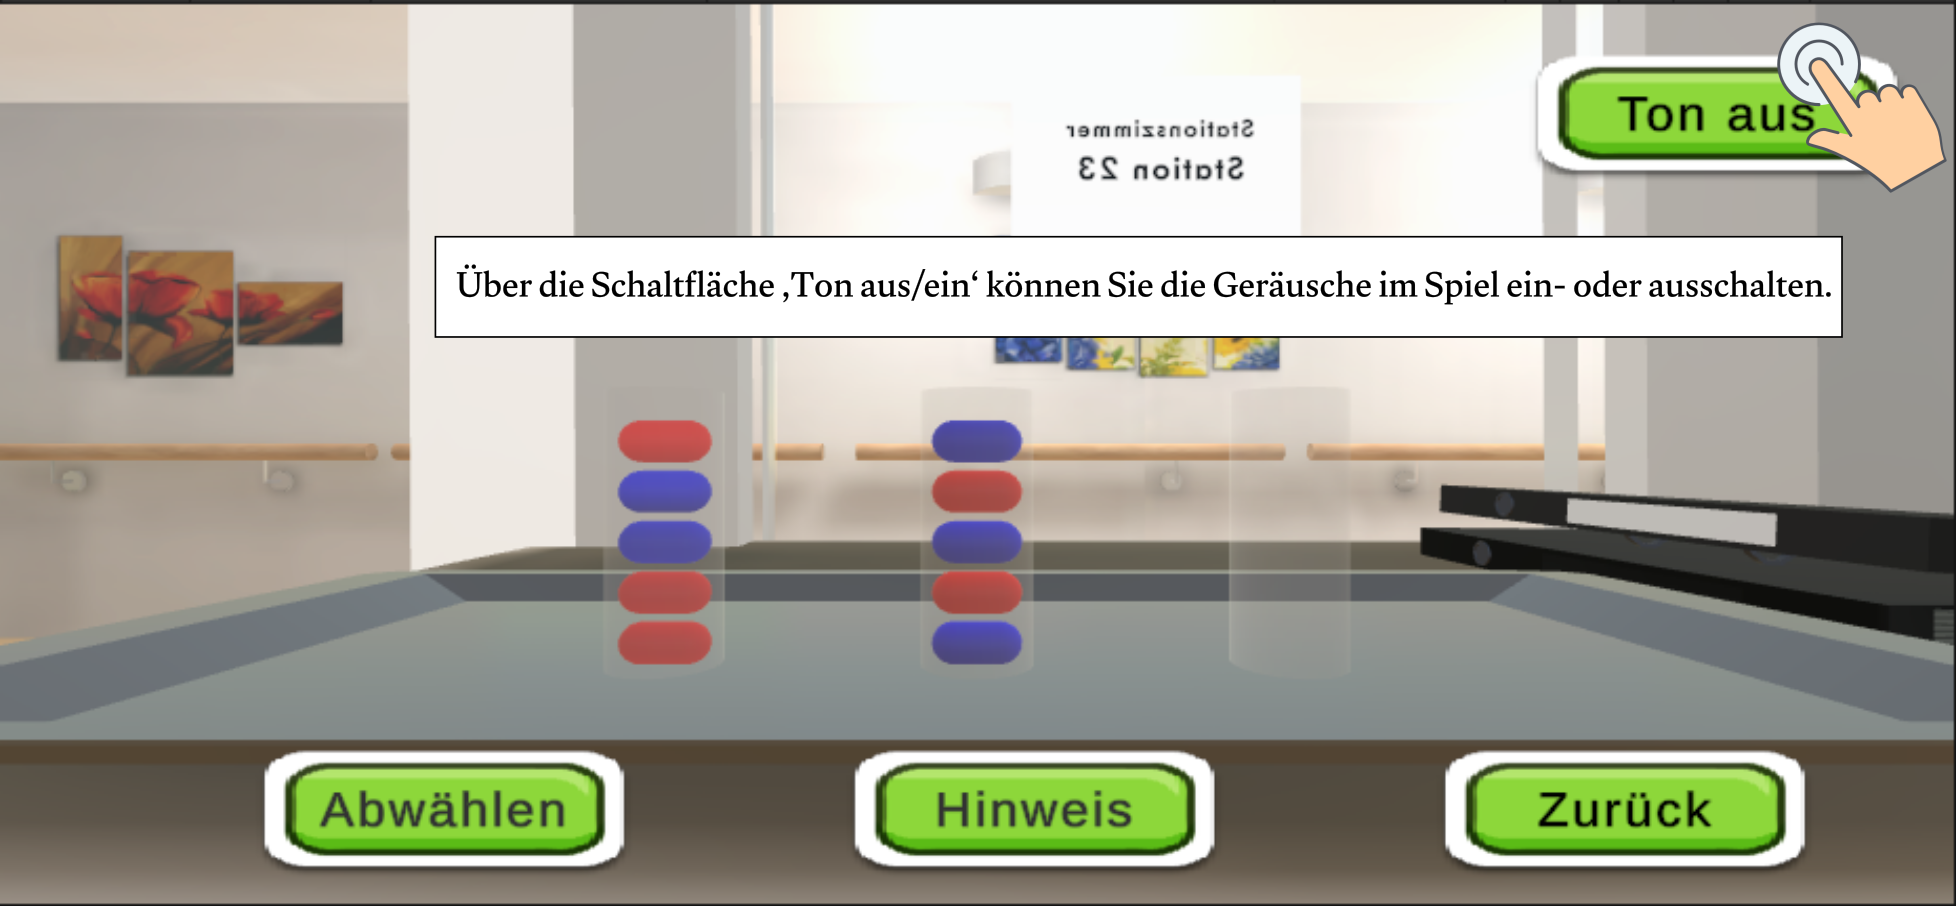 Ton aus
Stationszimmer
Station 23
Über die Schaltfläche ‚Ton aus/ein‘ können Sie die Geräusche im Spiel ein- oder ausschalten.
Abwählen
Hinweis
Zurück